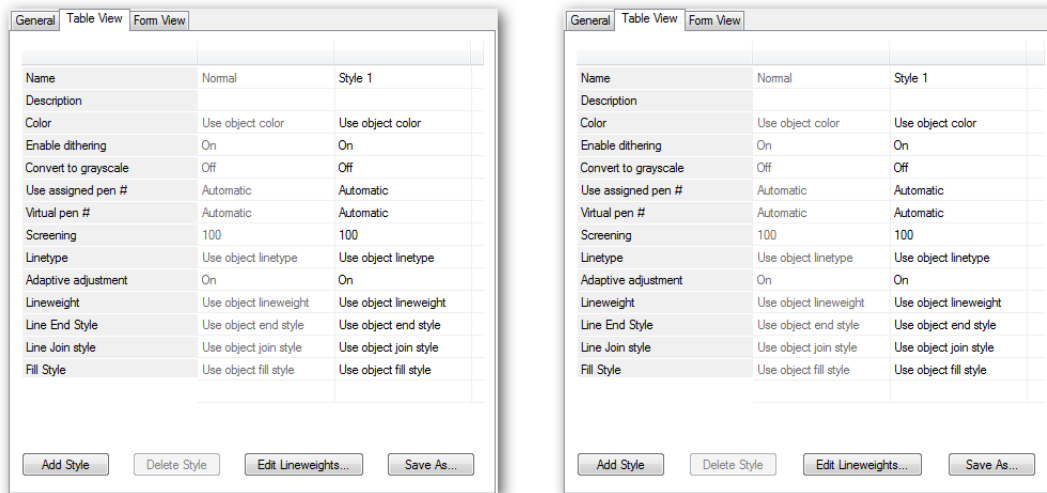 General Table View Form View
Name Normal Style 1
Description
Color Use object color Use object color
Enable dithering On On
Convert to grayscale Off Off
Use assigned pen # Automatic Automatic
Virtual pen # Automatic Automatic
Screening 100 100
Linetype Use object linetype Use object linetype
Adaptive adjustment On On
Lineweight Use object lineweight Use object lineweight
Line End Style Use object end style Use object end style
Line Join style Use object join style Use object join style
Fill Style Use object fill style Use object fill style
Add Style Delete Style Edit Lineweights... Save As...
General Table View Form View
Name Normal Style 1
Description
Color Use object color Use object color
Enable dithering On On
Convert to grayscale Off Off
Use assigned pen # Automatic Automatic
Virtual pen # Automatic Automatic
Screening 100 100
Linetype Use object linetype Use object linetype
Adaptive adjustment On On
Lineweight Use object lineweight Use object lineweight
Line End Style Use object end style Use object end style
Line Join style Use object join style Use object join style
Fill Style Use object fill style Use object fill style
Add Style Delete Style Edit Lineweights... Save As...